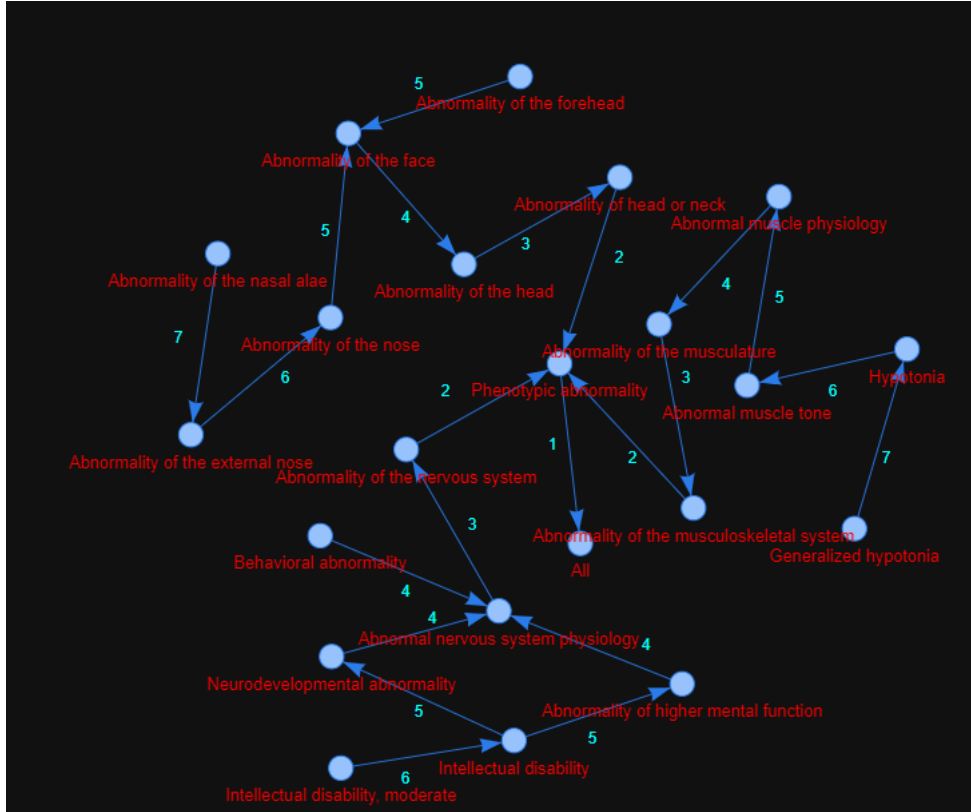 5
Abnormality of the forehead
Abnormality of the face
4
Abnormality of head or neck
Abnormal muscle physiology
5
3
2
Abnormality of the nasal alae
Abnormality of the head
4
5
7
Abnormality of the nose
Abnormality of the musculature
6
2
Phenotypic abnormality
3
Hypotonia
6
Abnormal muscle tone
1
Abnormality of the external nose
Abnormality of the nervous system
2
7
3
Abnormality of the musculoskeletal system
Generalized hypotonia
Behavioral abnormality
All
4
4
Abnormal nervous system physiology
4
Neurodevelopmental abnormality
5
Abnormality of higher mental function
5
Intellectual disability
6
Intellectual disability, moderate